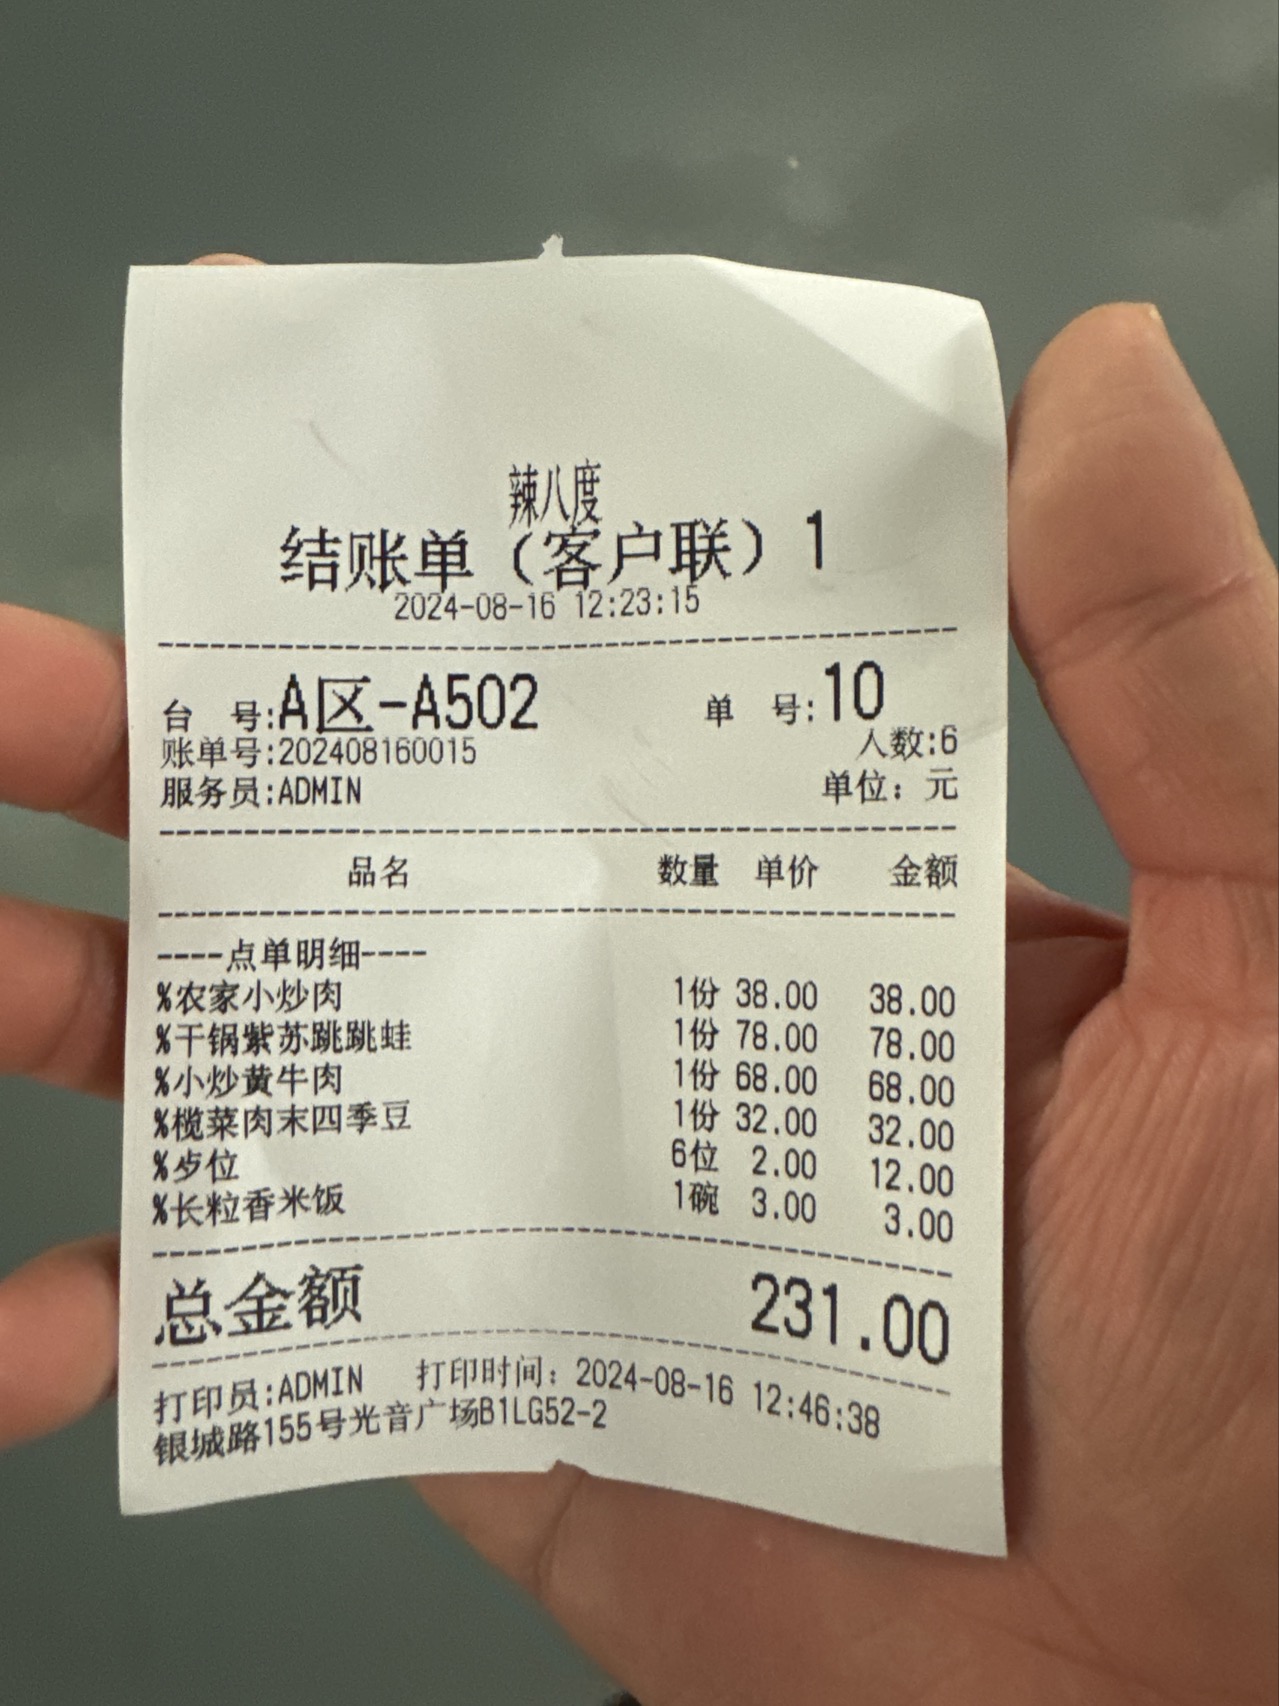 辣八度
结账单（客户联）1
2024-08-16 12:23:15
台 号:A区-A502 单 号:10
账单号:202408160015 人数:6
服务员:ADMIN 单位：元
品名 数量 单价 金额
----点单明细----
%农家小炒肉 1份 38.00 38.00
%干锅紫苏跳跳蛙 1份 78.00 78.00
%小炒黄牛肉 1份 68.00 68.00
%榄菜肉末四季豆 1份 32.00 32.00
%歺位 6位 2.00 12.00
%长粒香米饭 1碗 3.00 3.00
总金额 231.00
打印员:ADMIN 打印时间：2024-08-16 12:46:38
银城路155号光音广场B1LG52-2